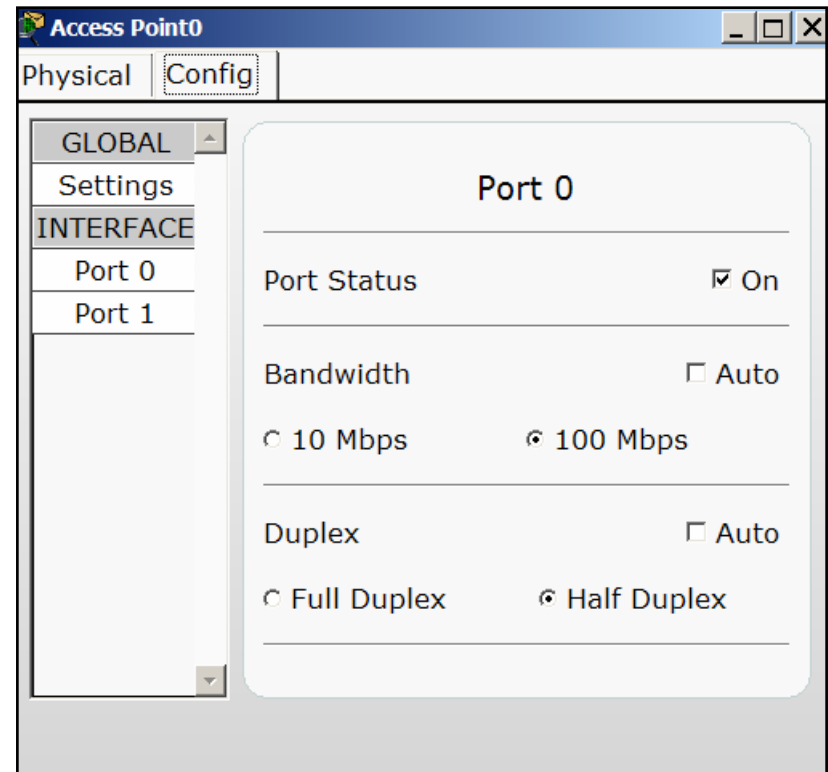 Access Point0
Physical Config
GLOBAL
Settings
INTERFACE
Port 0
Port 1
Port 0
Port Status On
Bandwidth Auto
10 Mbps 100 Mbps
Duplex Auto
Full Duplex Half Duplex